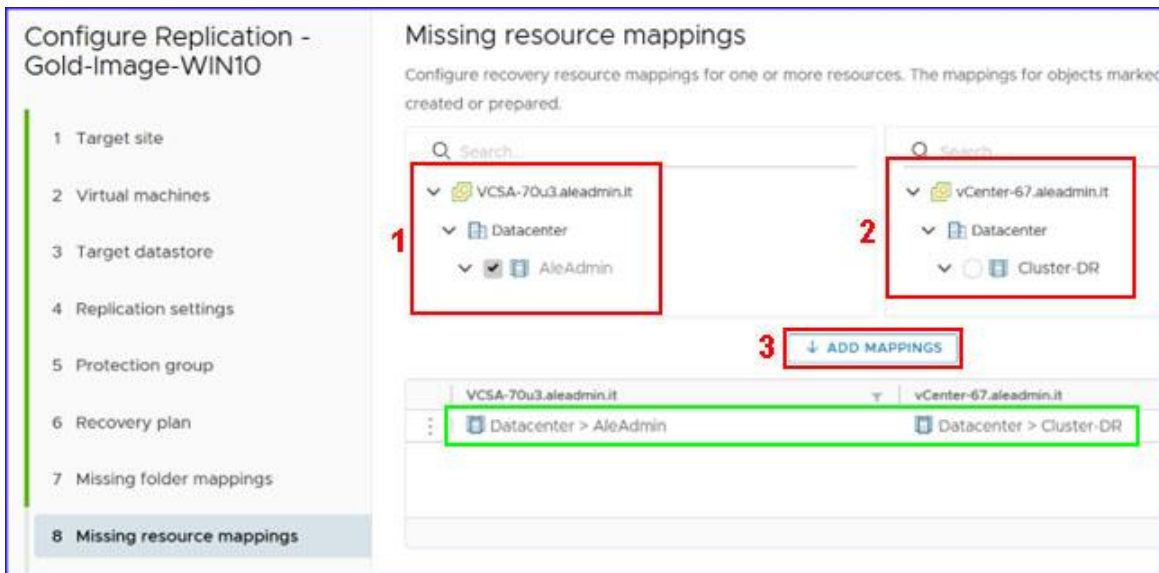 Configure Replication -
Gold-Image-WIN10
1 Target site
2 Virtual machines
3 Target datastore
4 Replication settings
5 Protection group
6 Recovery plan
7 Missing folder mappings
8 Missing resource mappings
Missing resource mappings
Configure recovery resource mappings for one or more resources. The mappings for objects marked
created or prepared.
Search...
VCSA-70u3.aleadmin.it
Datacenter
AleAdmin
1
Search...
vCenter-67.aleadmin.it
Datacenter
Cluster-DR
2
3
ADD MAPPINGS
VCSA-70u3.aleadmin.it vCenter-67.aleadmin.it
Datacenter > AleAdmin Datacenter > Cluster-DR